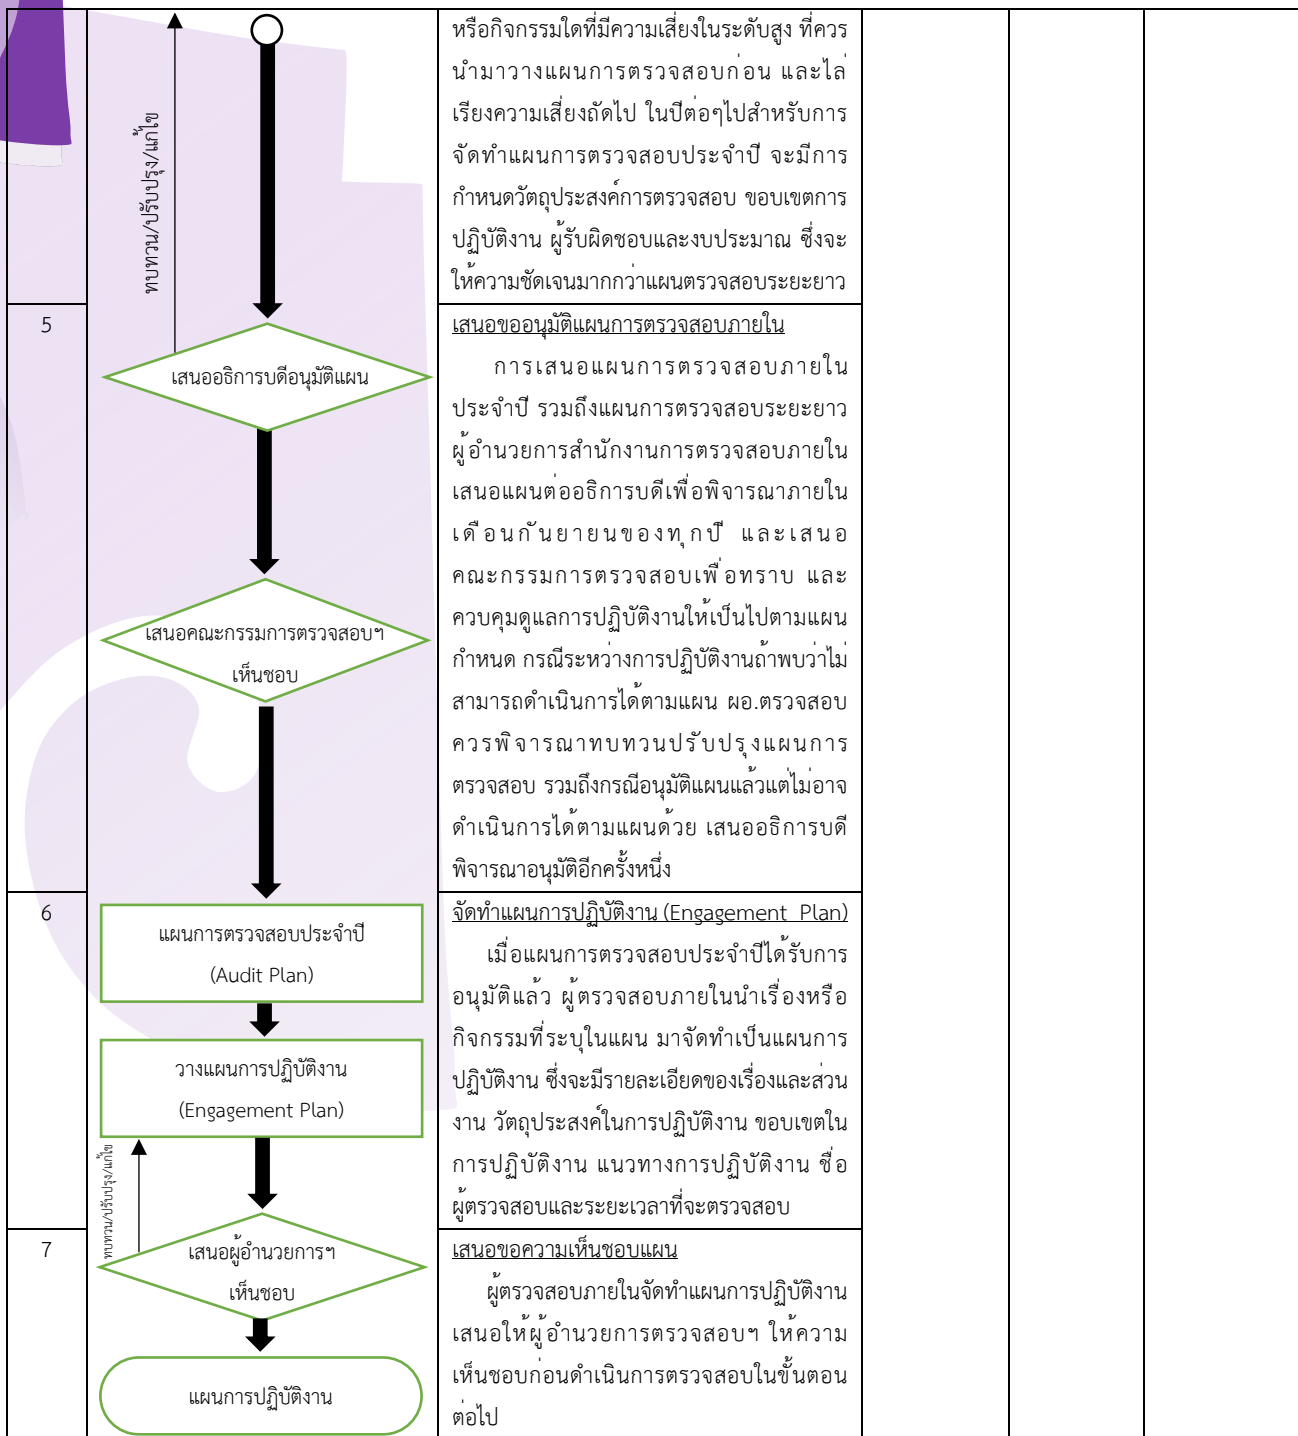 ทบทวน/ปรับปรุง/แก้ไข
หรือกิจกรรมใดที่มีความเสี่ยงในระดับสูง ที่ควร
นำมาวางแผนการตรวจสอบก่อน และไล่
เรียงความเสี่ยงถัดไป ในปีต่อๆไปสำหรับการ
จัดทำแผนการตรวจสอบประจำปี จะมีการ
กำหนดวัตถุประสงค์การตรวจสอบ ขอบเขตการ
ปฏิบัติงาน ผู้รับผิดชอบและงบประมาณ ซึ่งจะ
ให้ความชัดเจนมากกว่าแผนตรวจสอบระยะยาว
5
เสนออธิการบดีอนุมัติแผน
เสนอคณะกรรมการตรวจสอบฯ
เห็นชอบ
เสนอขออนุมัติแผนการตรวจสอบภายใน
การเสนอแผนการตรวจสอบภายใน
ประจำปี รวมถึงแผนการตรวจสอบระยะยาว
ผู้อำนวยการสำนักงานการตรวจสอบภายใน
เสนอแผนต่ออธิการบดีเพื่อพิจารณาภายใน
เดือนกันยายนของทุกปี และเสนอ
คณะกรรมการตรวจสอบเพื่อทราบ และ
ควบคุมดูแลการปฏิบัติงานให้เป็นไปตามแผน
กำหนด กรณีระหว่างการปฏิบัติงานถ้าพบว่าไม่
สามารถดำเนินการได้ตามแผน ผอ.ตรวจสอบ
ควรพิจารณาทบทวนปรับปรุงแผนการ
ตรวจสอบ รวมถึงกรณีอนุมัติแผนแล้วแต่ไม่อาจ
ดำเนินการได้ตามแผนด้วย เสนออธิการบดี
พิจารณาอนุมัติอีกครั้งหนึ่ง
6
แผนการตรวจสอบประจำปี
(Audit Plan)
วางแผนการปฏิบัติงาน
(Engagement Plan)
ทบทวน/ปรับปรุง/แก้ไข
จัดทำแผนการปฏิบัติงาน (Engagement Plan)
เมื่อแผนการตรวจสอบประจำปีได้รับการ
อนุมัติแล้ว ผู้ตรวจสอบภายในนำเรื่องหรือ
กิจกรรมที่ระบุในแผน มาจัดทำเป็นแผนการ
ปฏิบัติงาน ซึ่งจะมีรายละเอียดของเรื่องและส่วน
งาน วัตถุประสงค์ในการปฏิบัติงาน ขอบเขตใน
การปฏิบัติงาน แนวทางการปฏิบัติงาน ชื่อ
ผู้ตรวจสอบและระยะเวลาที่จะตรวจสอบ
7
เสนอผู้อำนวยการฯ
เห็นชอบ
แผนการปฏิบัติงาน
เสนอขอความเห็นชอบแผน
ผู้ตรวจสอบภายในจัดทำแผนการปฏิบัติงาน
เสนอให้ผู้อำนวยการตรวจสอบฯ ให้ความ
เห็นชอบก่อนดำเนินการตรวจสอบในขั้นตอน
ต่อไป